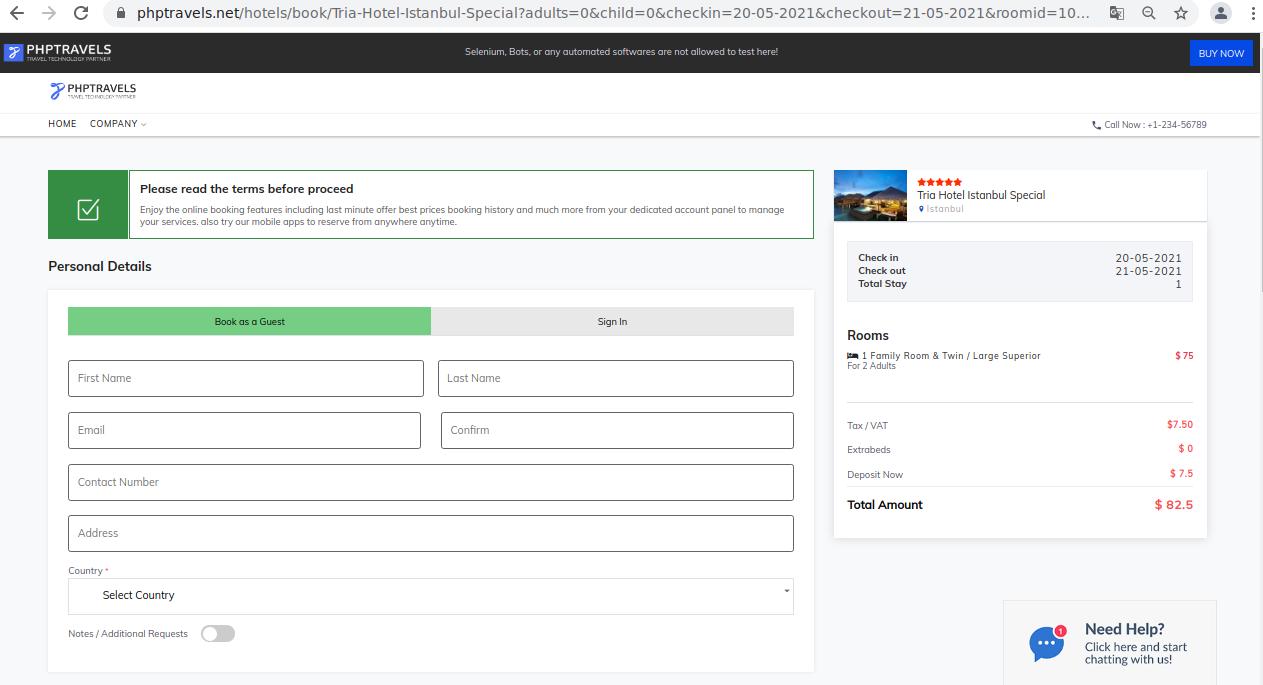 phptravels.net/hotels/book/Tria-Hotel-Istanbul-Special?adults=0&child=0&checkin=20-05-2021&checkout=21-05-2021&roomid=10...
PHPTRAVELS
TRAVEL TECHNOLOGY PARTNER
Selenium, Bots, or any automated softwares are not allowed to test here!
BUY NOW
PHPTRAVELS
TRAVEL TECHNOLOGY PARTNER
HOME COMPANY
Call Now : +1-234-56789
Please read the terms before proceed
Enjoy the online booking features including last minute offer best prices booking history and much more from your dedicated account panel to manage
your services. also try our mobile apps to reserve from anywhere anytime.
Personal Details
Book as a Guest
Sign In
First Name
Last Name
Email
Confirm
Contact Number
Address
Country *
Select Country
Notes / Additional Requests
Tria Hotel Istanbul Special
Istanbul
Check in 20-05-2021
Check out 21-05-2021
Total Stay 1
Rooms
1 Family Room & Twin / Large Superior $ 75
For 2 Adults
Tax / VAT $7.50
Extrabeds $ 0
Deposit Now $ 7.5
Total Amount $ 82.5
1
Need Help?
Click here and start
chatting with us!